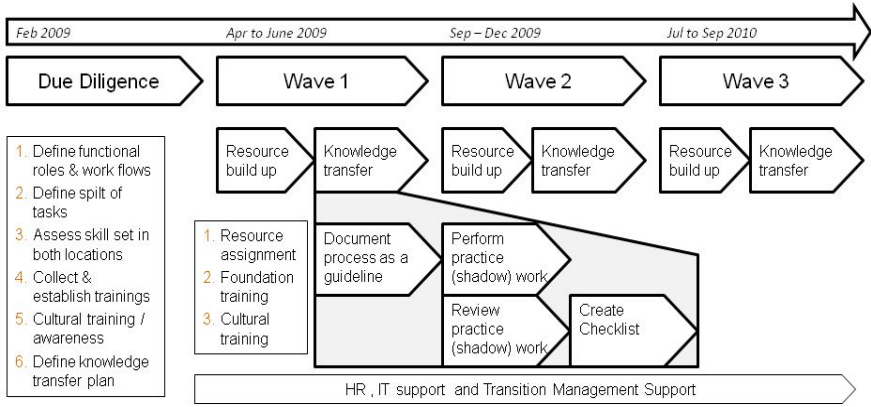 Feb 2009
Apr to June 2009
Sep – Dec 2009
Jul to Sep 2010
Due Diligence
Wave 1
Wave 2
Wave 3
1. Define functional
roles & work flows
2. Define spilt of
tasks
3. Assess skill set in
both locations
4. Collect &
establish trainings
5. Cultural training /
awareness
6. Define knowledge
transfer plan
Resource
build up
Knowledge
transfer
Resource
build up
Knowledge
transfer
Resource
build up
Knowledge
transfer
1. Resource
assignment
2. Foundation
training
3. Cultural
training
Document
process as a
guideline
Perform
practice
(shadow) work
Review
practice
(shadow) work
Create
Checklist
HR , IT support and Transition Management Support